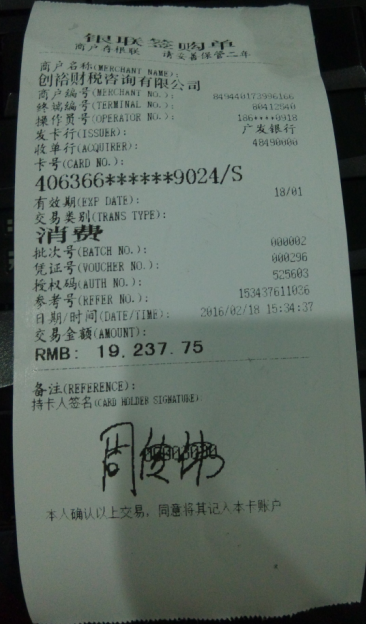 银联签购单
商户存根联 请妥善保管二年
商户名称(MERCHANT NAME):
创浩财税咨询有限公司
商户编号(MERCHANT NO.): 849440173996166
终端编号(TERMINAL NO.): 80412640
操作员号(OPERATOR NO.): 186****0918
发卡行(ISSUER): 广发银行
收单行(ACQUIRER): 48490000
卡号(CARD NO.):
406366******9024/S
有效期(EXP DATE): 18/01
交易类别(TRANS TYPE):
消费
批次号(BATCH NO.): 000002
凭证号(VOUCHER NO.): 000296
授权码(AUTH NO.): 525603
参考号(REFER NO.): 153437611036
日期/时间(DATE/TIME): 2016/02/18 15:34:37
交易金额(AMOUNT):
RMB: 19,237.75
备注(REFERENCE):
持卡人签名(CARD HOLDER SIGNATURE)
本人确认以上交易，同意将其记入本卡账户